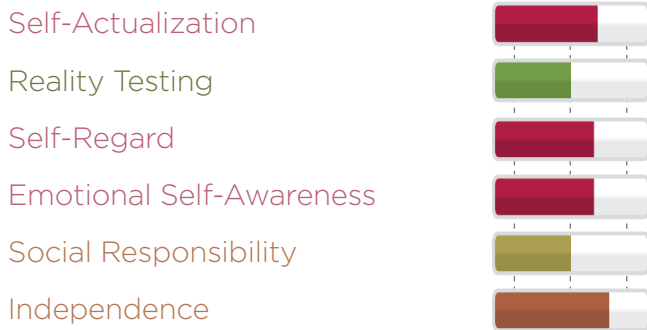 Self-Actualization
Reality Testing
Self-Regard
Emotional Self-Awareness
Social Responsibility
Independence